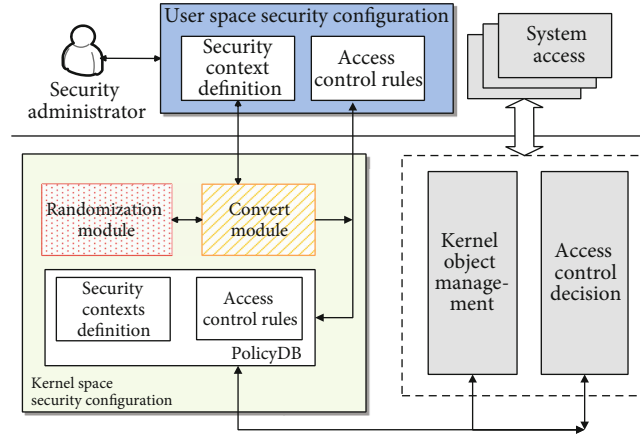 User space security configuration
Security
context
definition
Access
control rules
Security
administrator
System
access
Randomization
module
Convert
module
Security
contexts
definition
Access
control rules
PolicyDB
Kernel space
security configuration
Kernel
object
manage-
ment
Access
control
decision